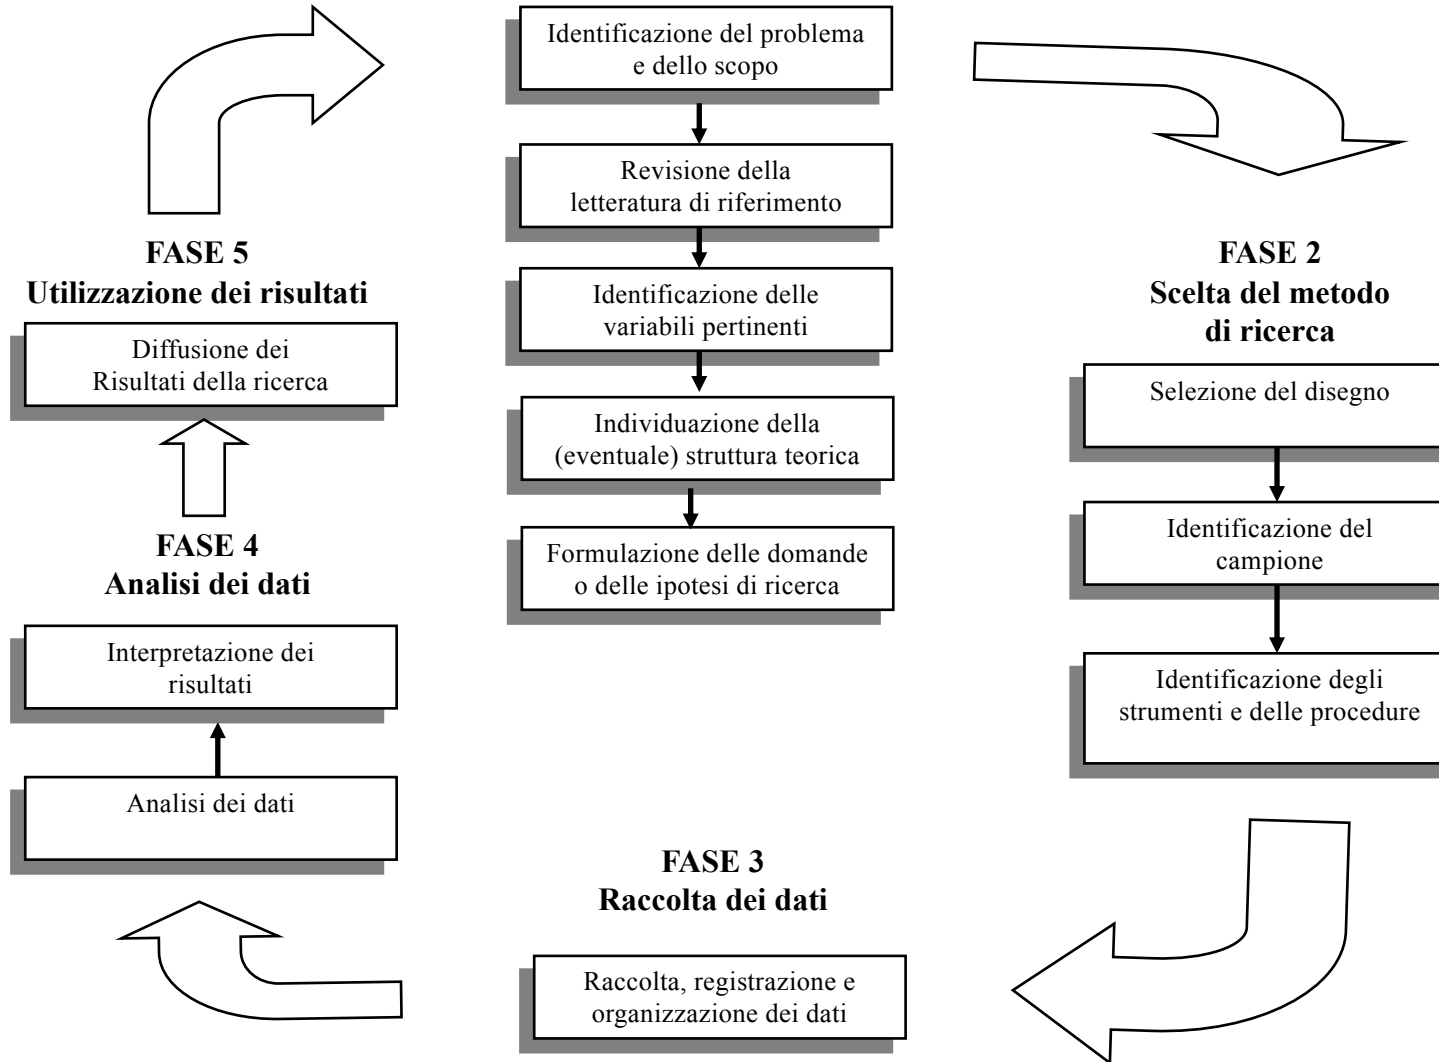 Identificazione del problema
e dello scopo
Revisione della
letteratura di riferimento
Identificazione delle
variabili pertinenti
Individuazione della
(eventuale) struttura teorica
Formulazione delle domande
o delle ipotesi di ricerca
FASE 2
Scelta del metodo
di ricerca
Selezione del disegno
Identificazione del
campione
Identificazione degli
strumenti e delle procedure
FASE 3
Raccolta dei dati
Raccolta, registrazione e
organizzazione dei dati
FASE 4
Analisi dei dati
Analisi dei dati
Interpretazione dei
risultati
FASE 5
Utilizzazione dei risultati
Diffusione dei
Risultati della ricerca